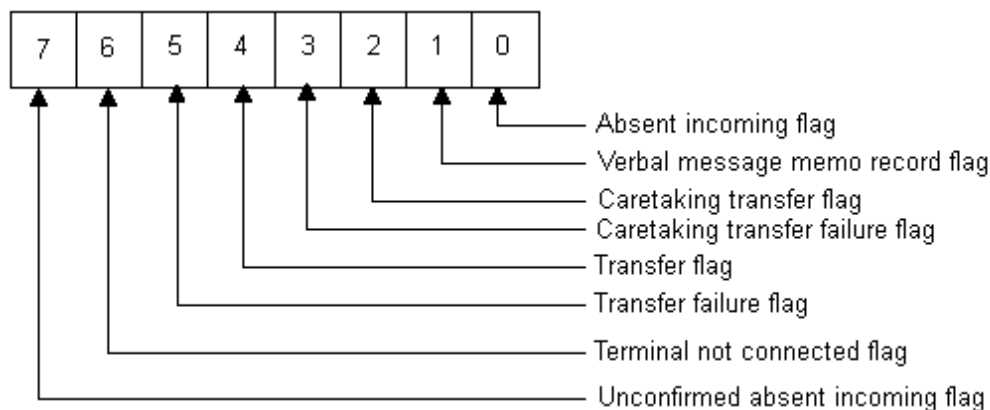 7 6 5 4 3 2 1 0
Absent incoming flag
Verbal message memo record flag
Caretaking transfer flag
Caretaking transfer failure flag
Transfer flag
Transfer failure flag
Terminal not connected flag
Unconfirmed absent incoming flag